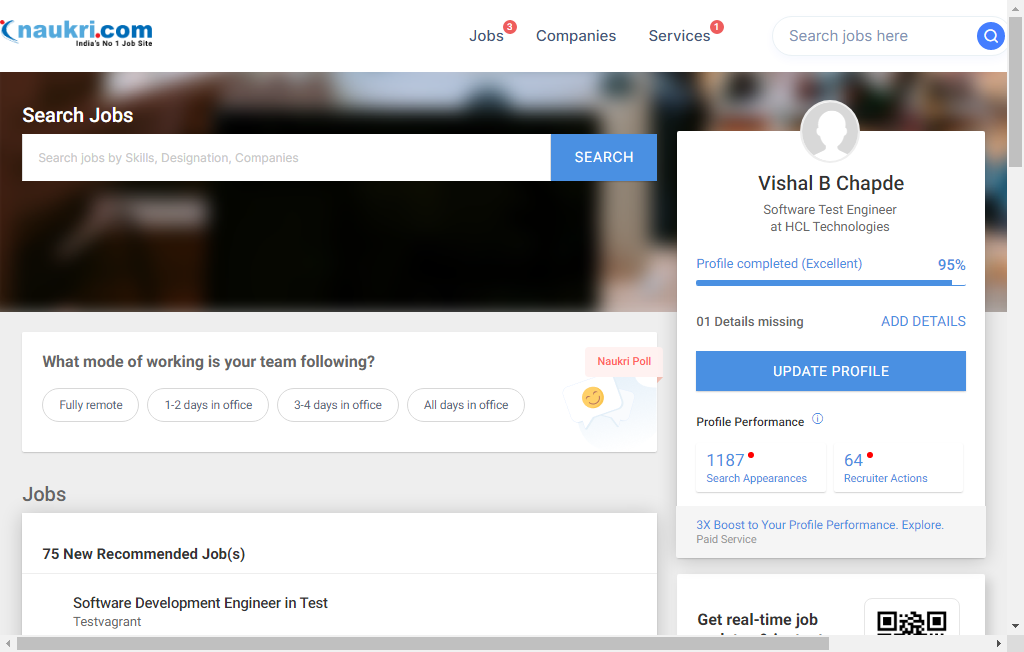 naukri.com
India's No 1 Job Site
Jobs 3
Companies
Services 1
Search jobs here
Search Jobs
Search jobs by Skills, Designation, Companies
SEARCH
Vishal B Chapde
Software Test Engineer
at HCL Technologies
Profile completed (Excellent) 95%
01 Details missing ADD DETAILS
UPDATE PROFILE
Profile Performance
1187
Search Appearances
64
Recruiter Actions
3X Boost to Your Profile Performance. Explore.
Paid Service
What mode of working is your team following?
Naukri Poll
Fully remote
1-2 days in office
3-4 days in office
All days in office
Jobs
75 New Recommended Job(s)
Software Development Engineer in Test
Testvagrant
Get real-time job